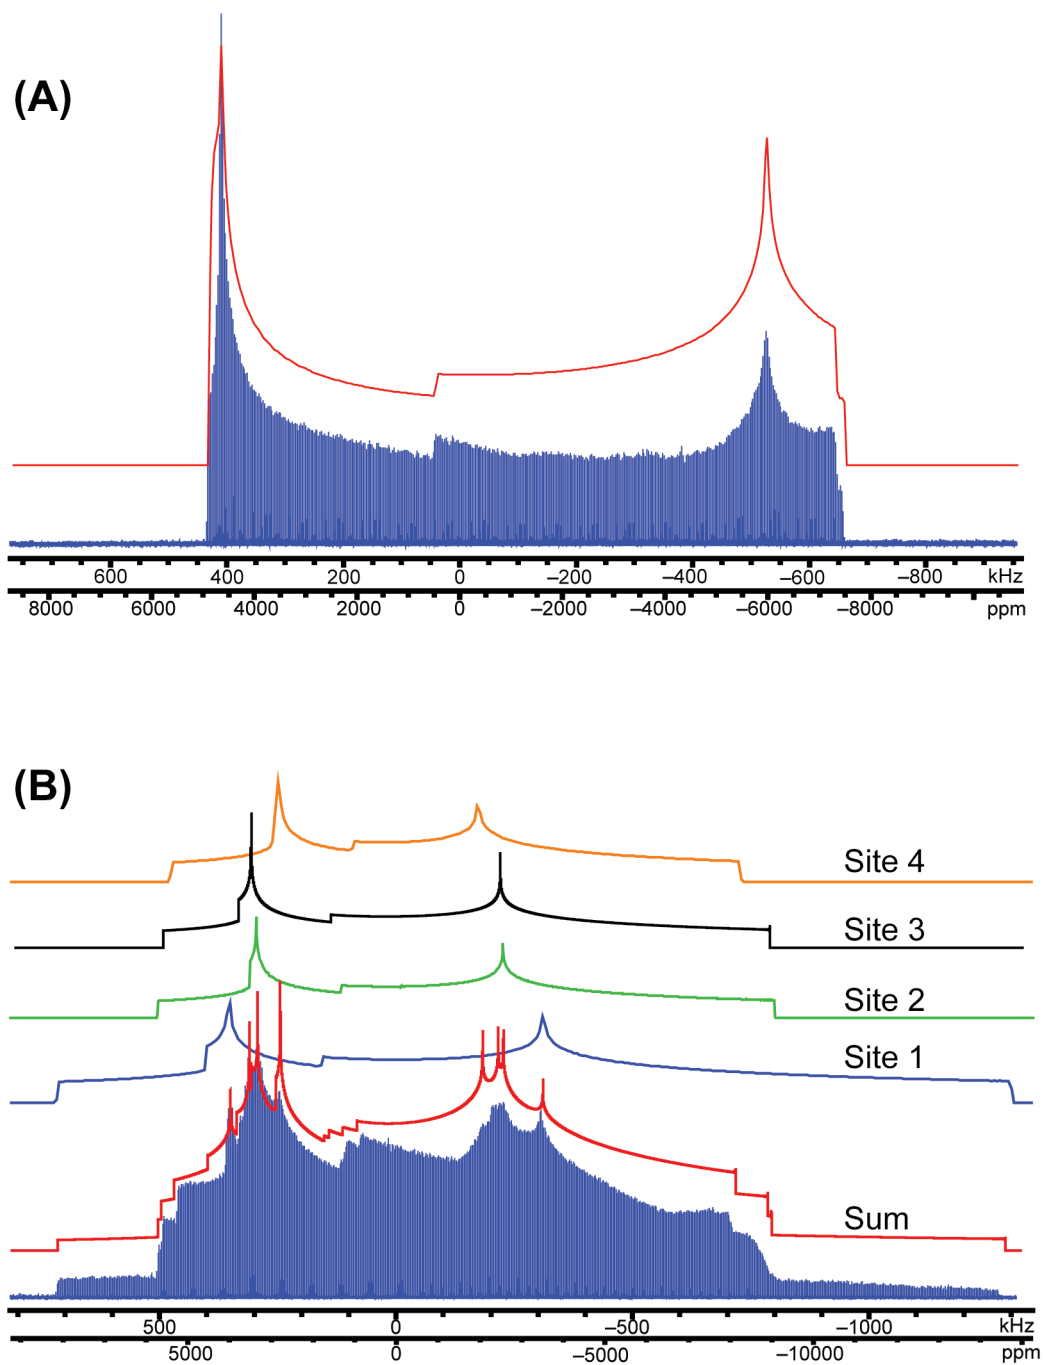 (A)
600 400 200 0 –200 –400 –600 –800 kHz
8000 6000 4000 2000 0 –2000 –4000 –6000 –8000 ppm
(B)
Site 4
Site 3
Site 2
Site 1
Sum
500 0 –500 –1000 kHz
5000 0 –5000 –10000 ppm